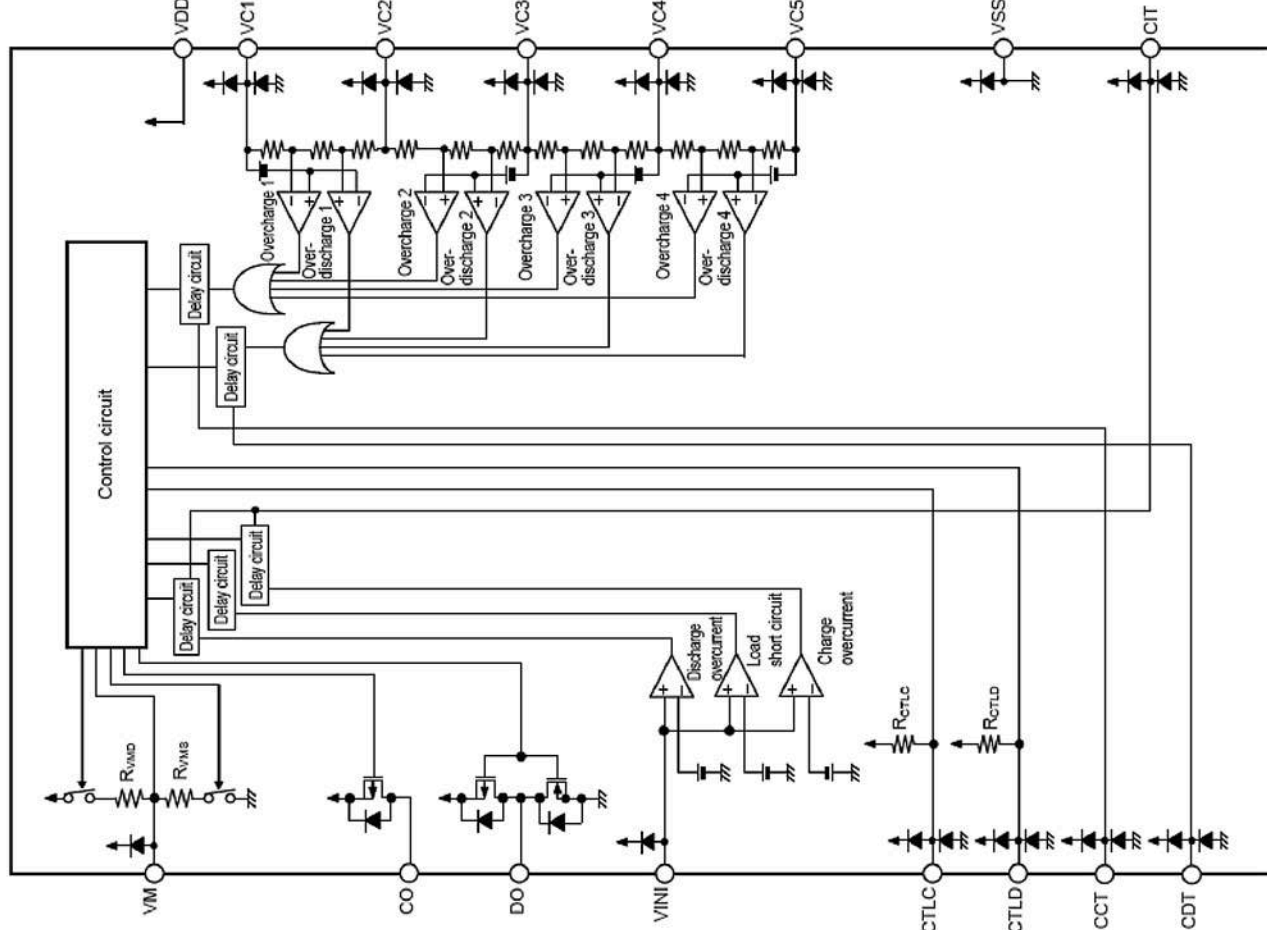 VDD
VC1
VC2
VC3
VC4
VC5
VSS
CIT
Overcharge 1
Over-
discharge 1
Overcharge 2
Over-
discharge 2
Overcharge 3
Over-
discharge 3
Overcharge 4
Over-
discharge 4
Delay circuit
Delay circuit
Control circuit
Delay circuit
Delay circuit
Delay circuit
Discharge
overcurrent
Load
short circuit
Charge
overcurrent
RVMD
RVMS
RCTLC
RCTLD
VM
CO
DO
VINI
CTLC
CTLD
CCT
CDT